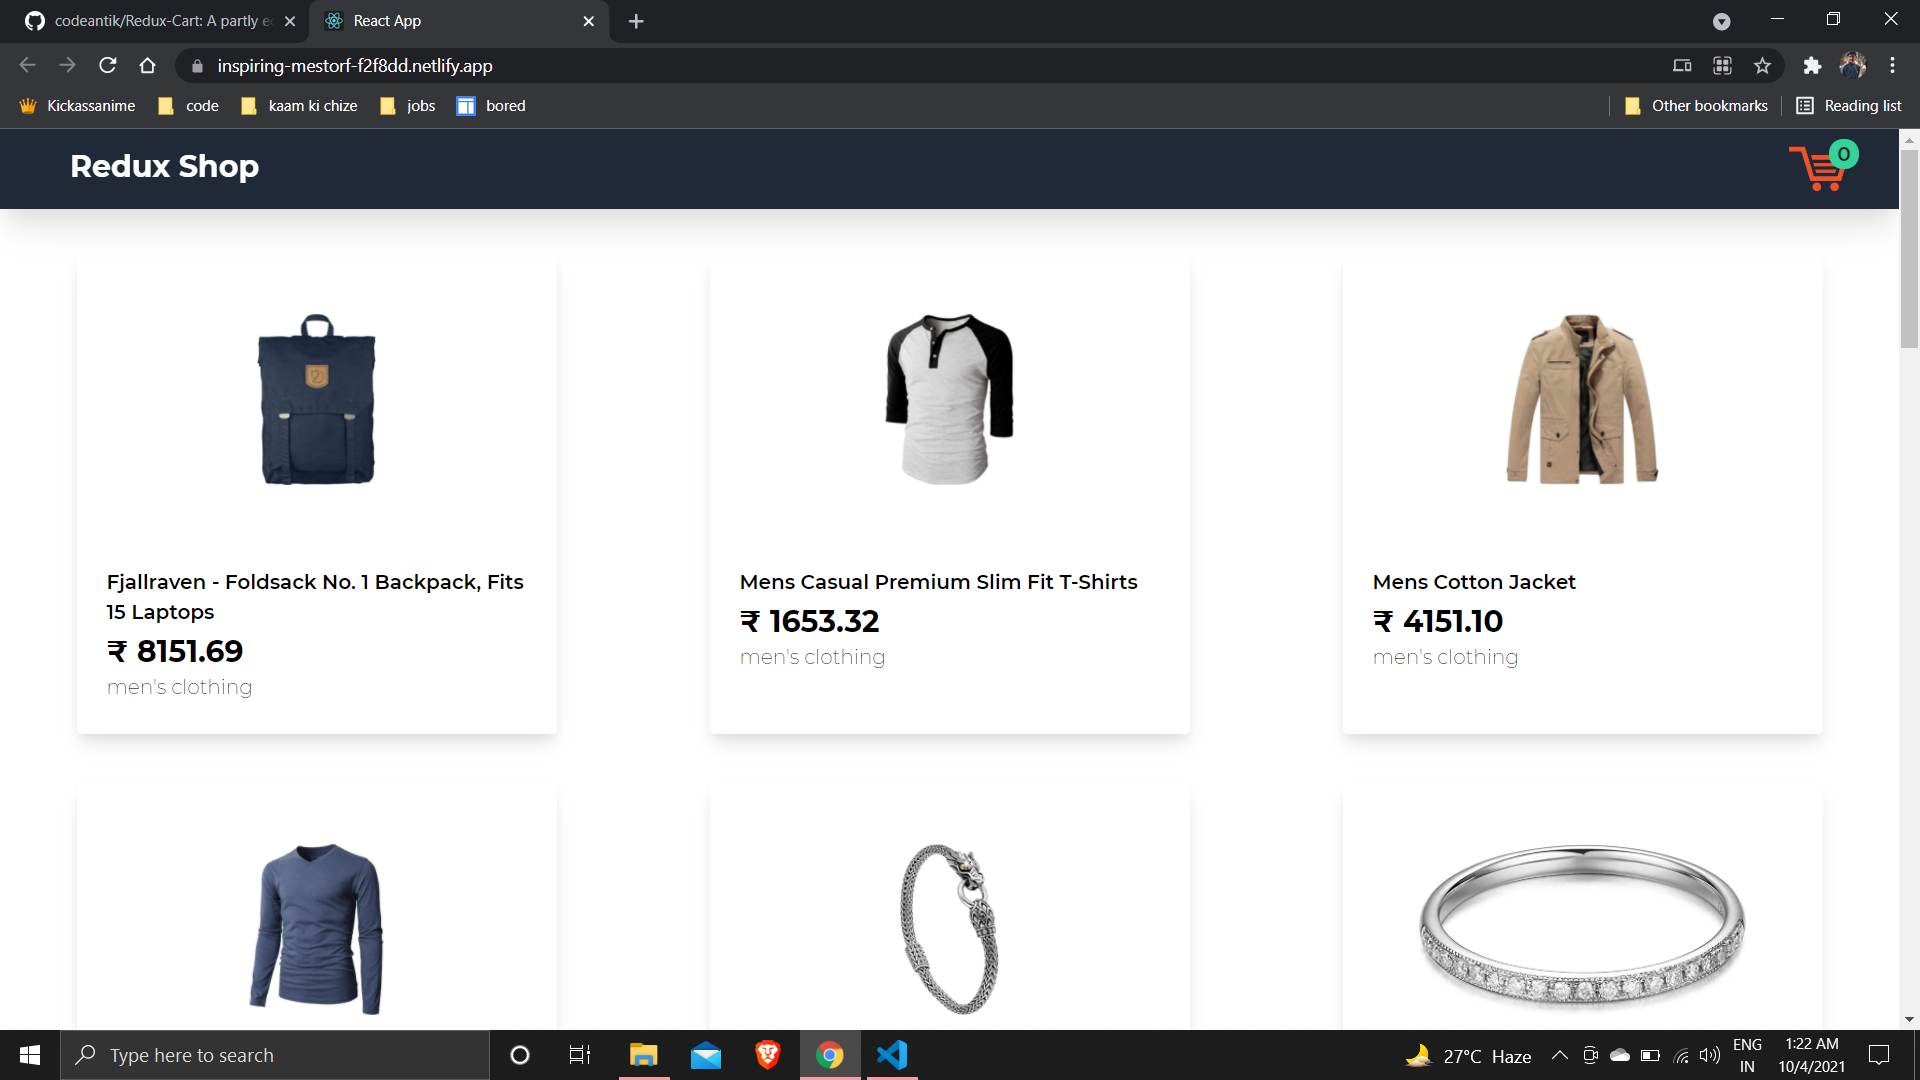 codeantik/Redux-Cart: A partly e
React App
inspiring-mestorf-f2f8dd.netlify.app
Kickassanime
code
kaam ki chize
jobs
bored
Other bookmarks
Reading list
Redux Shop
0
Fjallraven - Foldsack No. 1 Backpack, Fits
15 Laptops
₹ 8151.69
men's clothing
Mens Casual Premium Slim Fit T-Shirts
₹ 1653.32
men's clothing
Mens Cotton Jacket
₹ 4151.10
men's clothing
Type here to search
27°C Haze
ENG
IN
1:22 AM
10/4/2021